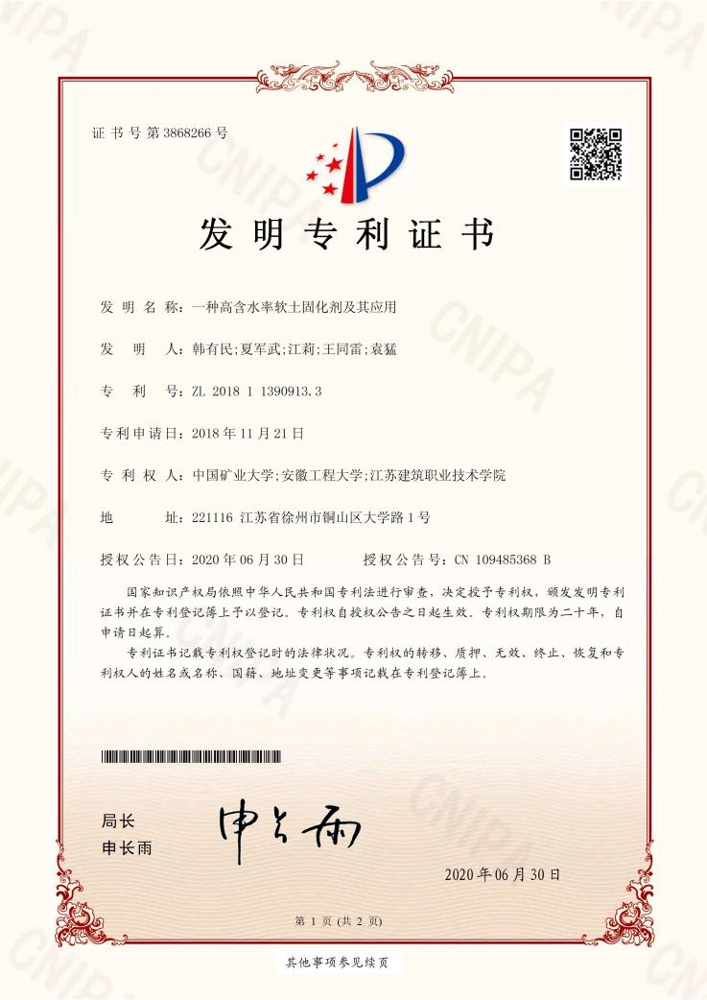 证书号第3868266号
发明专利证书
发明名称：一种高含水率软土固化剂及其应用
发明人：韩有民;夏军武;江莉;王同雷;袁猛
专利号：ZL 2018 1 1390913.3
专利申请日：2018年11月21日
专利权人：中国矿业大学;安徽工程大学;江苏建筑职业技术学院
地址：221116 江苏省徐州市铜山区大学路1号
授权公告日：2020年06月30日 授权公告号：CN 109485368 B
国家知识产权局依照中华人民共和国专利法进行审查，决定授予专利权，颁发发明专利
证书并在专利登记簿上予以登记。专利权自授权公告之日起生效。专利权期限为二十年，自
申请日起算。
专利证书记载专利权登记时的法律状况。专利权的转移、质押、无效、终止、恢复和专
利权人的姓名或名称、国籍、地址变更等事项记载在专利登记簿上。
局长
申长雨
申长雨
2020年06月30日
第 1 页 (共 2 页)
其他事项参见续页
CNIPA
CNIPA
CNIPA
CNIPA
CNIPA